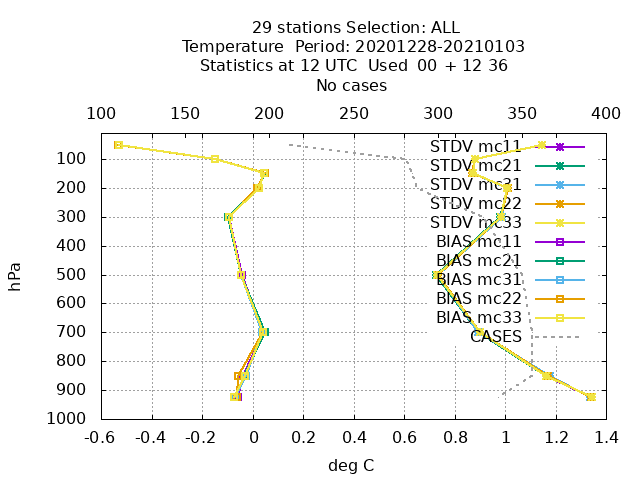 29 stations Selection: ALL
Temperature  Period: 20201228-20210103
Statistics at 12 UTC  Used  00 + 12 36
No cases
100 150 200 250 300 350 400
STDV mc11
STDV mc21
STDV mc31
STDV mc22
STDV mc33
BIAS mc11
BIAS mc21
BIAS mc31
BIAS mc22
BIAS mc33
CASES
hPa
100
200
300
400
500
600
700
800
900
1000
-0.6 -0.4 -0.2 0 0.2 0.4 0.6 0.8 1 1.2 1.4
deg C